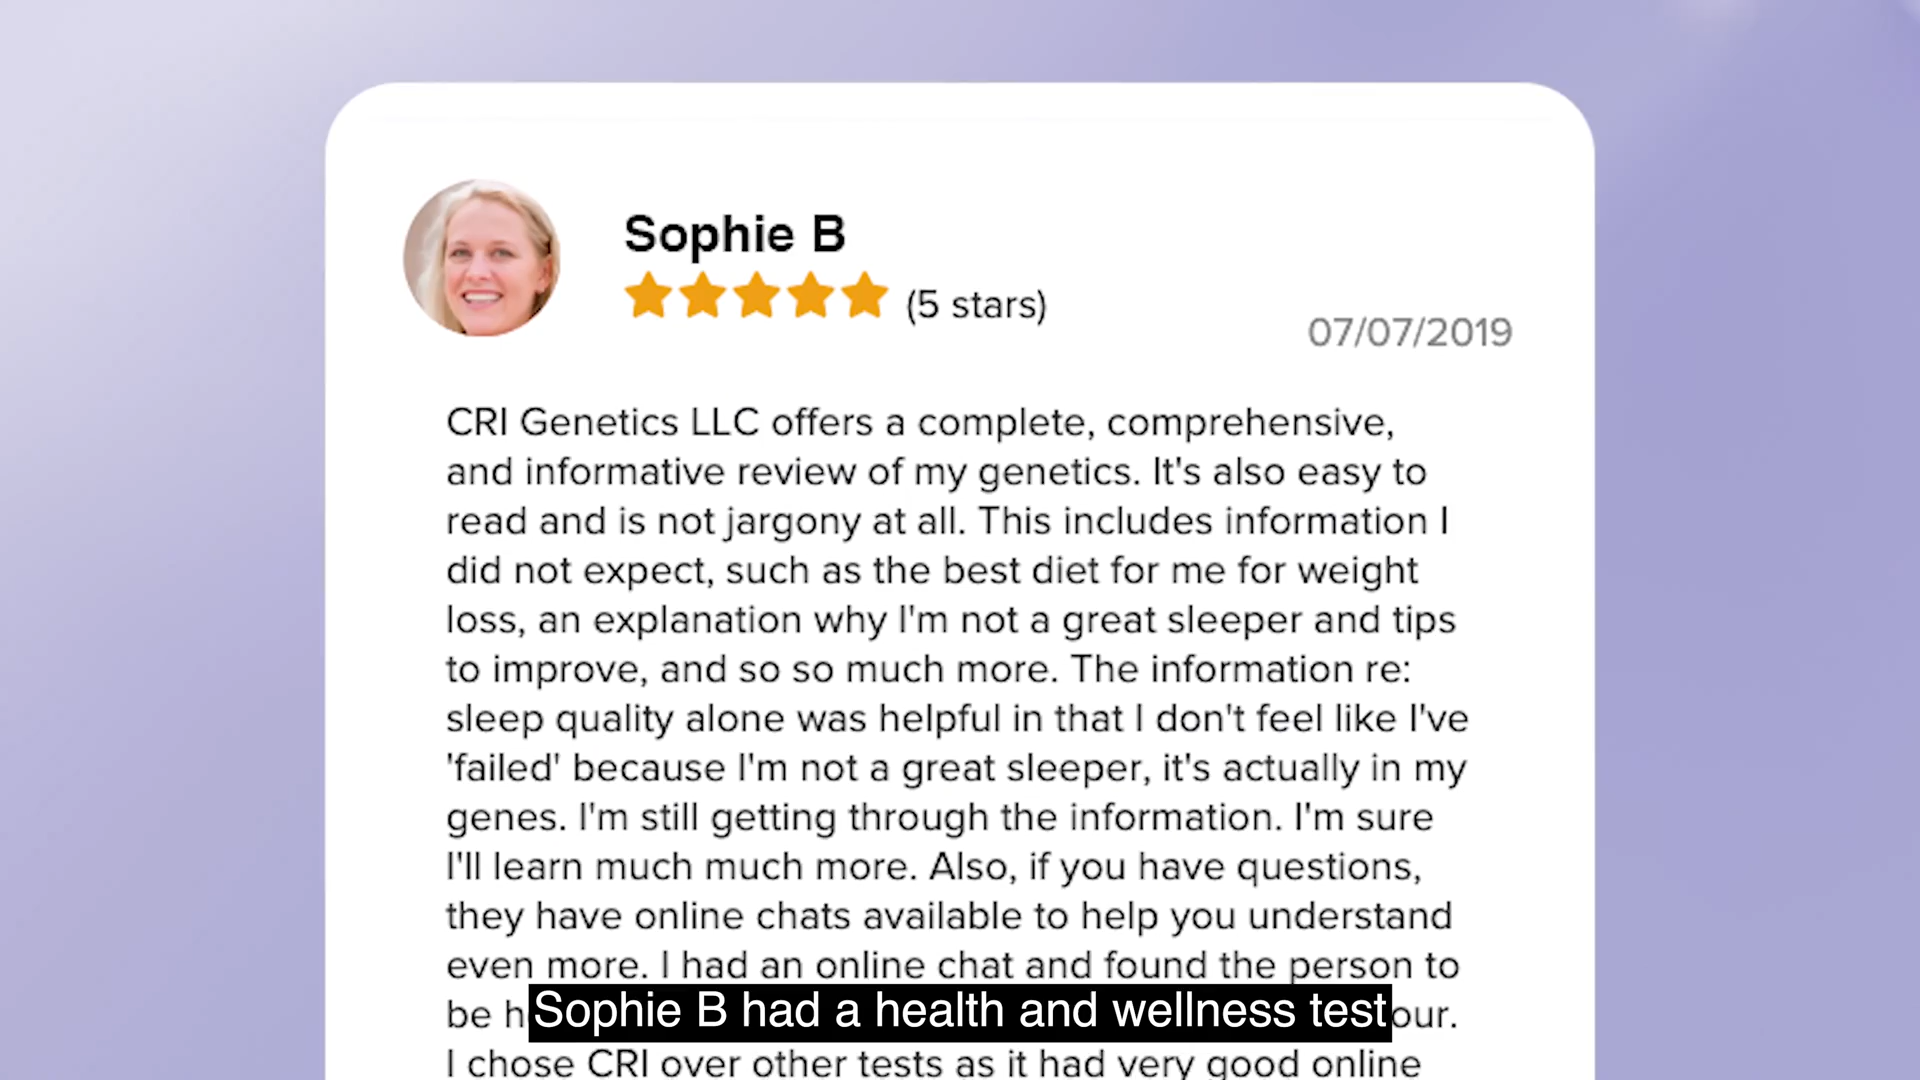 Sophie B
(5 stars)
07/07/2019
CRI Genetics LLC offers a complete, comprehensive,
and informative review of my genetics. It's also easy to
read and is not jargony at all. This includes information I
did not expect, such as the best diet for me for weight
loss, an explanation why I'm not a great sleeper and tips
to improve, and so so much more. The information re:
sleep quality alone was helpful in that I don't feel like I've
'failed' because I'm not a great sleeper, it's actually in my
genes. I'm still getting through the information. I'm sure
I'll learn much much more. Also, if you have questions,
they have online chats available to help you understand
even more. I had an online chat and found the person to
be
Sophie B had a health and wellness test
I chose CRI over other tests as it had very good online